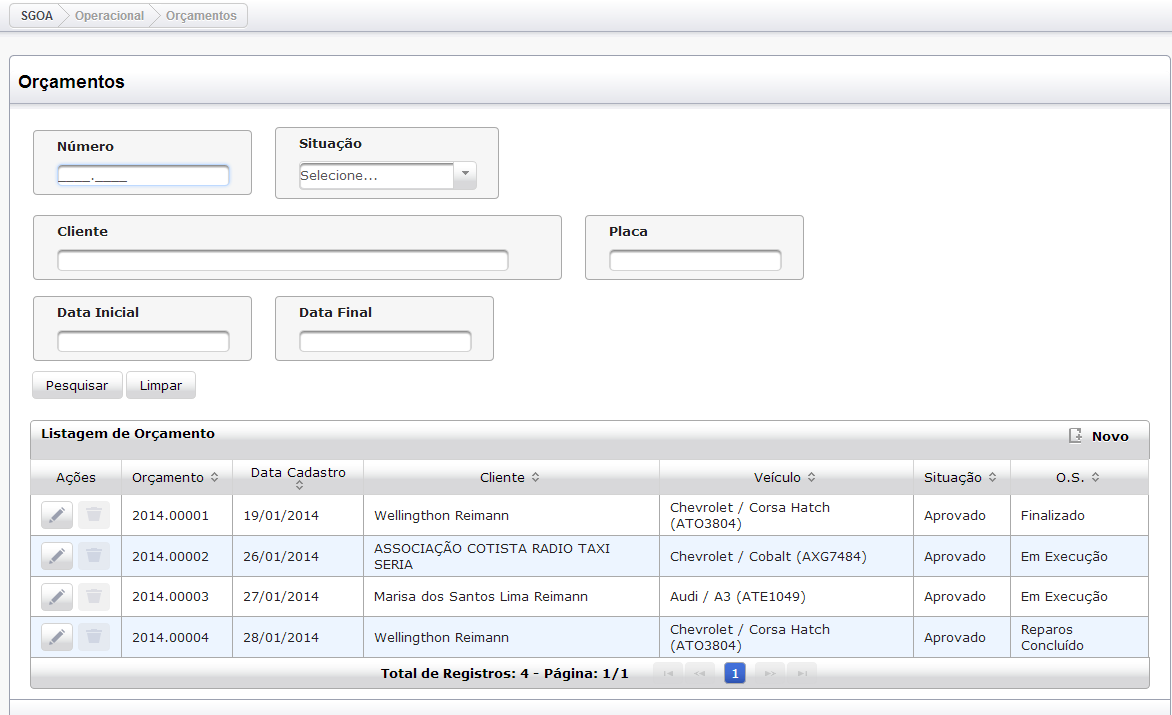 SGOA Operacional Orçamentos
Orçamentos
Número Situação
____.____ Selecione...
Cliente Placa
Data Inicial Data Final
Pesquisar Limpar
Listagem de Orçamento Novo
Ações Orçamento Data Cadastro Cliente Veículo Situação O.S.
2014.00001 19/01/2014 Wellingthon Reimann Chevrolet / Corsa Hatch
(ATO3804) Aprovado Finalizado
2014.00002 26/01/2014 ASSOCIAÇÃO COTISTA RADIO TAXI
SERIA Chevrolet / Cobalt (AXG7484) Aprovado Em Execução
2014.00003 27/01/2014 Marisa dos Santos Lima Reimann Audi / A3 (ATE1049) Aprovado Em Execução
2014.00004 28/01/2014 Wellingthon Reimann Chevrolet / Corsa Hatch
(ATO3804) Aprovado Reparos
Concluído
Total de Registros: 4 - Página: 1/1 1